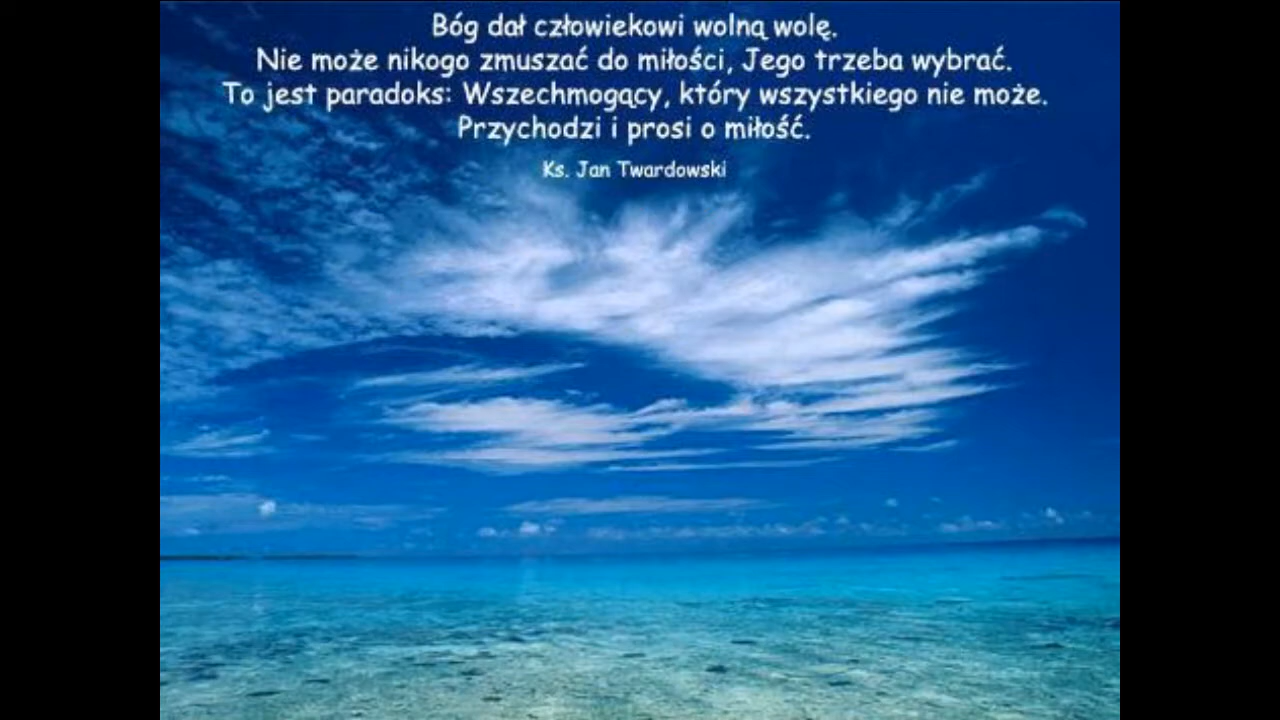 Bóg dał człowiekowi wolną wolę.
Nie może nikogo zmuszać do miłości, Jego trzeba wybrać.
To jest paradoks: Wszechmogący, który wszystkiego nie może.
Przychodzi i prosi o miłość.
Ks. Jan Twardowski